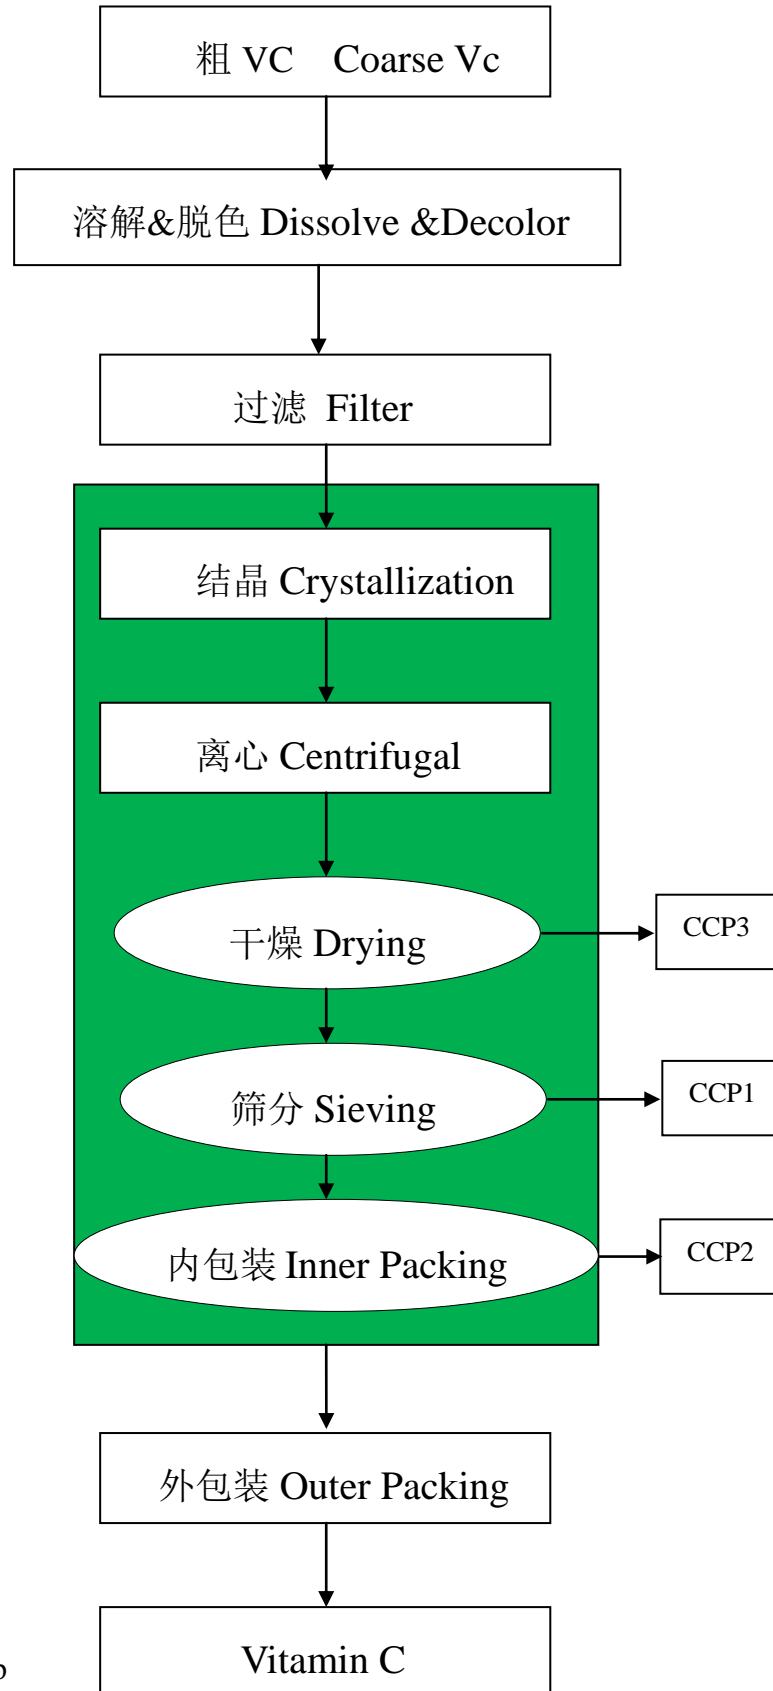 粗 VC Coarse Vc
溶解&脱色 Dissolve &Decolor
过滤 Filter
结晶 Crystallization
离心 Centrifugal
干燥 Drying
CCP3
筛分 Sieving
CCP1
内包装 Inner Packing
CCP2
外包装 Outer Packing
Vitamin C